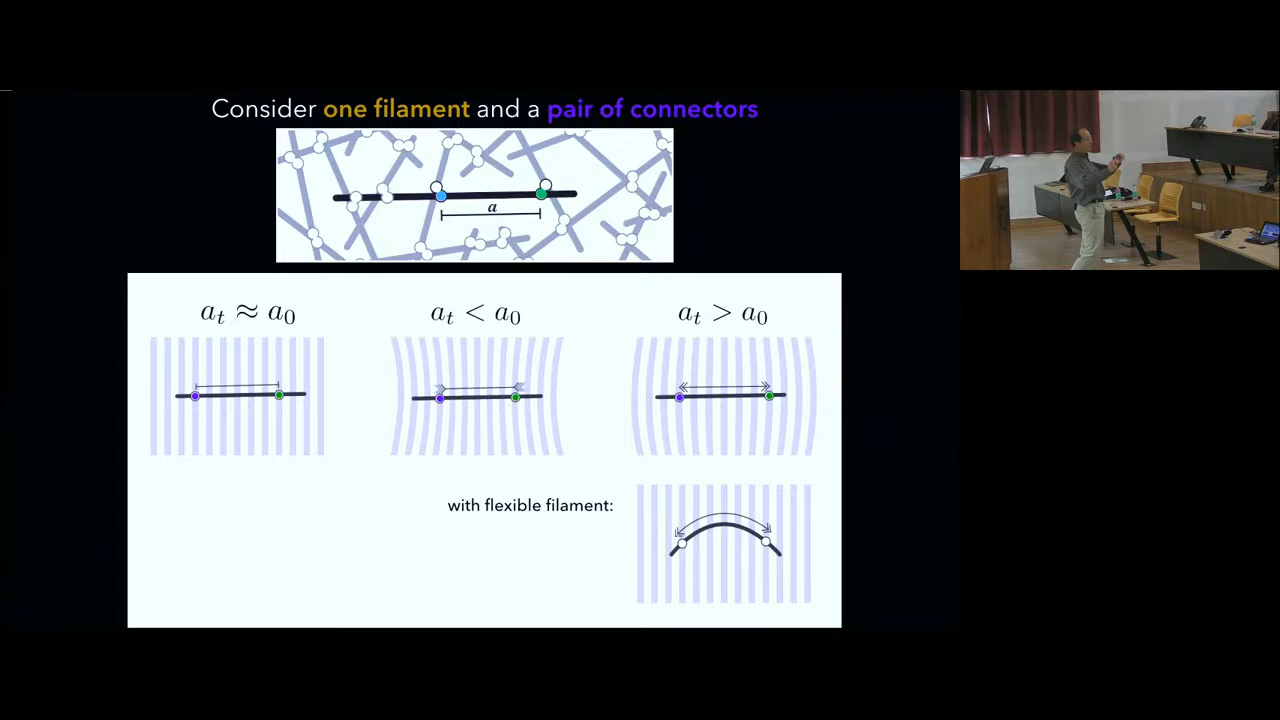 Consider one filament and a pair of connectors
a
a_t ≈ a_0
a_t < a_0
a_t > a_0
with flexible filament: